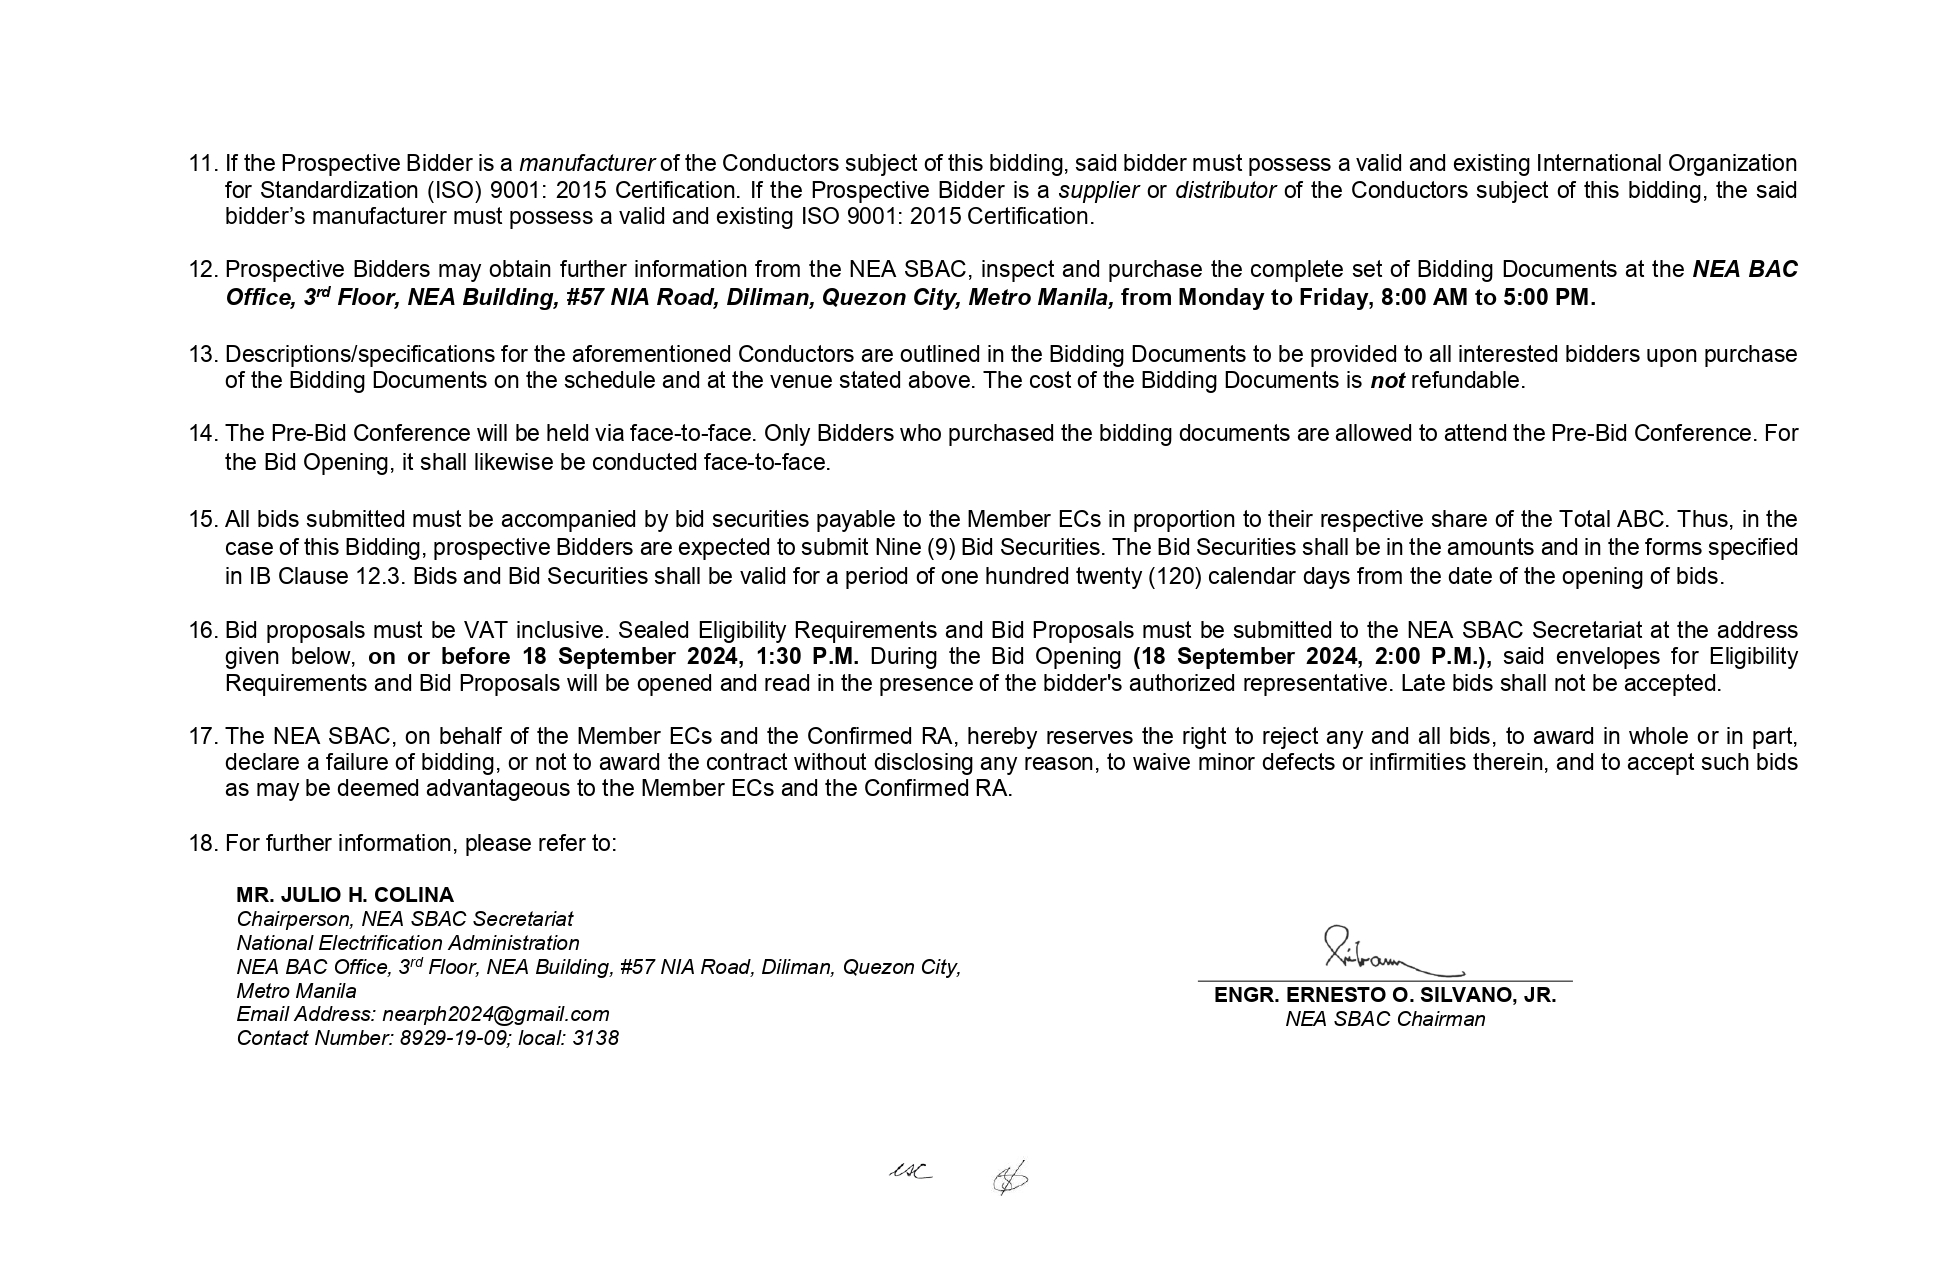 11. If the Prospective Bidder is a manufacturer of the Conductors subject of this bidding, said bidder must possess a valid and existing International Organization
for Standardization (ISO) 9001: 2015 Certification. If the Prospective Bidder is a supplier or distributor of the Conductors subject of this bidding, the said
bidder’s manufacturer must possess a valid and existing ISO 9001: 2015 Certification.
12. Prospective Bidders may obtain further information from the NEA SBAC, inspect and purchase the complete set of Bidding Documents at the NEA BAC
Office, 3rd Floor, NEA Building, #57 NIA Road, Diliman, Quezon City, Metro Manila, from Monday to Friday, 8:00 AM to 5:00 PM.
13. Descriptions/specifications for the aforementioned Conductors are outlined in the Bidding Documents to be provided to all interested bidders upon purchase
of the Bidding Documents on the schedule and at the venue stated above. The cost of the Bidding Documents is not refundable.
14. The Pre-Bid Conference will be held via face-to-face. Only Bidders who purchased the bidding documents are allowed to attend the Pre-Bid Conference. For
the Bid Opening, it shall likewise be conducted face-to-face.
15. All bids submitted must be accompanied by bid securities payable to the Member ECs in proportion to their respective share of the Total ABC. Thus, in the
case of this Bidding, prospective Bidders are expected to submit Nine (9) Bid Securities. The Bid Securities shall be in the amounts and in the forms specified
in IB Clause 12.3. Bids and Bid Securities shall be valid for a period of one hundred twenty (120) calendar days from the date of the opening of bids.
16. Bid proposals must be VAT inclusive. Sealed Eligibility Requirements and Bid Proposals must be submitted to the NEA SBAC Secretariat at the address
given below, on or before 18 September 2024, 1:30 P.M. During the Bid Opening (18 September 2024, 2:00 P.M.), said envelopes for Eligibility
Requirements and Bid Proposals will be opened and read in the presence of the bidder's authorized representative. Late bids shall not be accepted.
17. The NEA SBAC, on behalf of the Member ECs and the Confirmed RA, hereby reserves the right to reject any and all bids, to award in whole or in part,
declare a failure of bidding, or not to award the contract without disclosing any reason, to waive minor defects or infirmities therein, and to accept such bids
as may be deemed advantageous to the Member ECs and the Confirmed RA.
18. For further information, please refer to:
MR. JULIO H. COLINA
Chairperson, NEA SBAC Secretariat
National Electrification Administration
NEA BAC Office, 3rd Floor, NEA Building, #57 NIA Road, Diliman, Quezon City,
Metro Manila
Email Address: nearph2024@gmail.com
Contact Number: 8929-19-09; local: 3138
ENGR. ERNESTO O. SILVANO, JR.
NEA SBAC Chairman